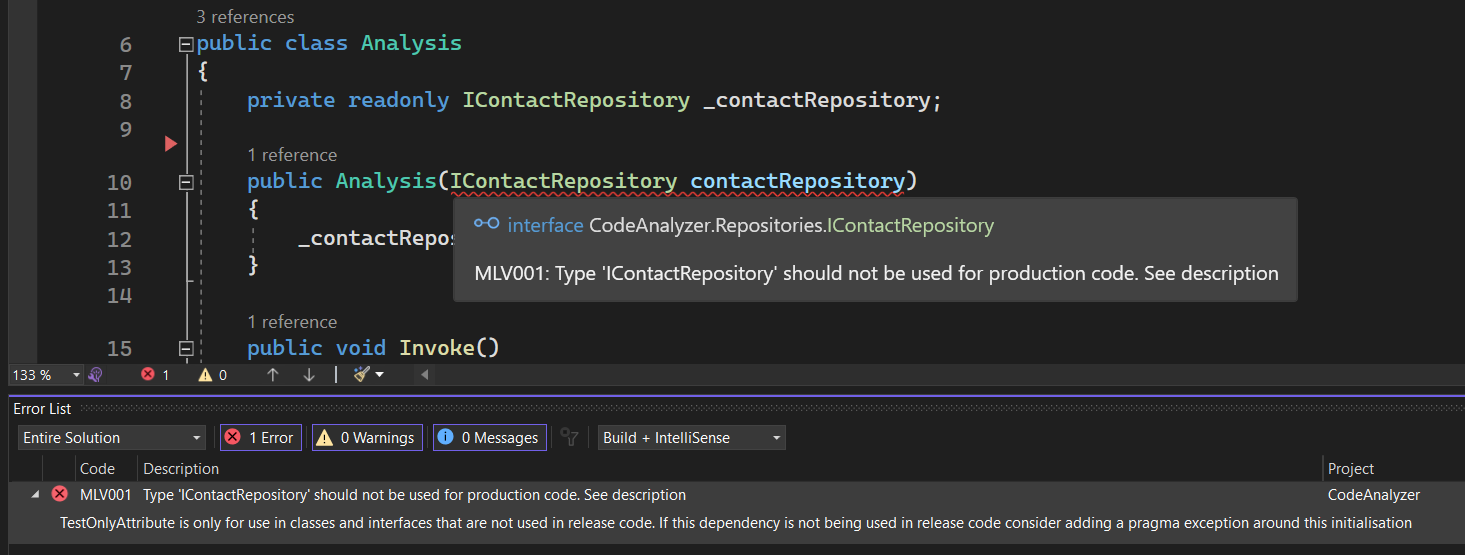 3 references
6 public class Analysis
7 {
8 private readonly IContactRepository _contactRepository;
9
1 reference
10 public Analysis(IContactRepository contactRepository)
11 {
interface CodeAnalyzer.Repositories.IContactRepository
12 _contactRepos
13 }
MLV001: Type 'IContactRepository' should not be used for production code. See description
14
1 reference
15 public void Invoke()
133 % 1 0
Error List
Entire Solution 1 Error 0 Warnings 0 Messages Build + IntelliSense
Code Description Project
MLV001 Type 'IContactRepository' should not be used for production code. See description CodeAnalyzer
TestOnlyAttribute is only for use in classes and interfaces that are not used in release code. If this dependency is not being used in release code consider adding a pragma exception around this initialisation